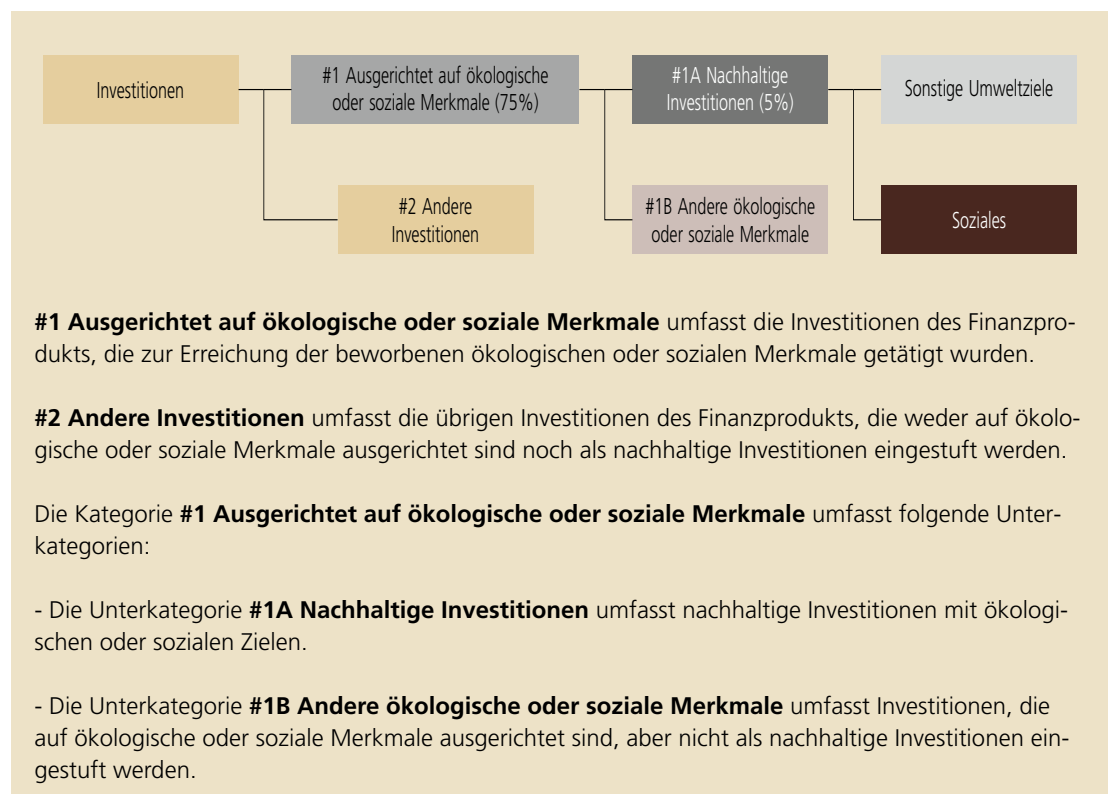 Investitionen
#1 Ausgerichtet auf ökologische
oder soziale Merkmale (75%)
#1A Nachhaltige
Investitionen (5%)
Sonstige Umweltziele
#2 Andere
Investitionen
#1B Andere ökologische
oder soziale Merkmale
Soziales
#1 Ausgerichtet auf ökologische oder soziale Merkmale umfasst die Investitionen des Finanzpro-
dukts, die zur Erreichung der beworbenen ökologischen oder sozialen Merkmale getätigt wurden.
#2 Andere Investitionen umfasst die übrigen Investitionen des Finanzprodukts, die weder auf ökolo-
gische oder soziale Merkmale ausgerichtet sind noch als nachhaltige Investitionen eingestuft werden.
Die Kategorie #1 Ausgerichtet auf ökologische oder soziale Merkmale umfasst folgende Unter-
kategorien:
- Die Unterkategorie #1A Nachhaltige Investitionen umfasst nachhaltige Investitionen mit ökologi-
schen oder sozialen Zielen.
- Die Unterkategorie #1B Andere ökologische oder soziale Merkmale umfasst Investitionen, die
auf ökologische oder soziale Merkmale ausgerichtet sind, aber nicht als nachhaltige Investitionen ein-
gestuft werden.